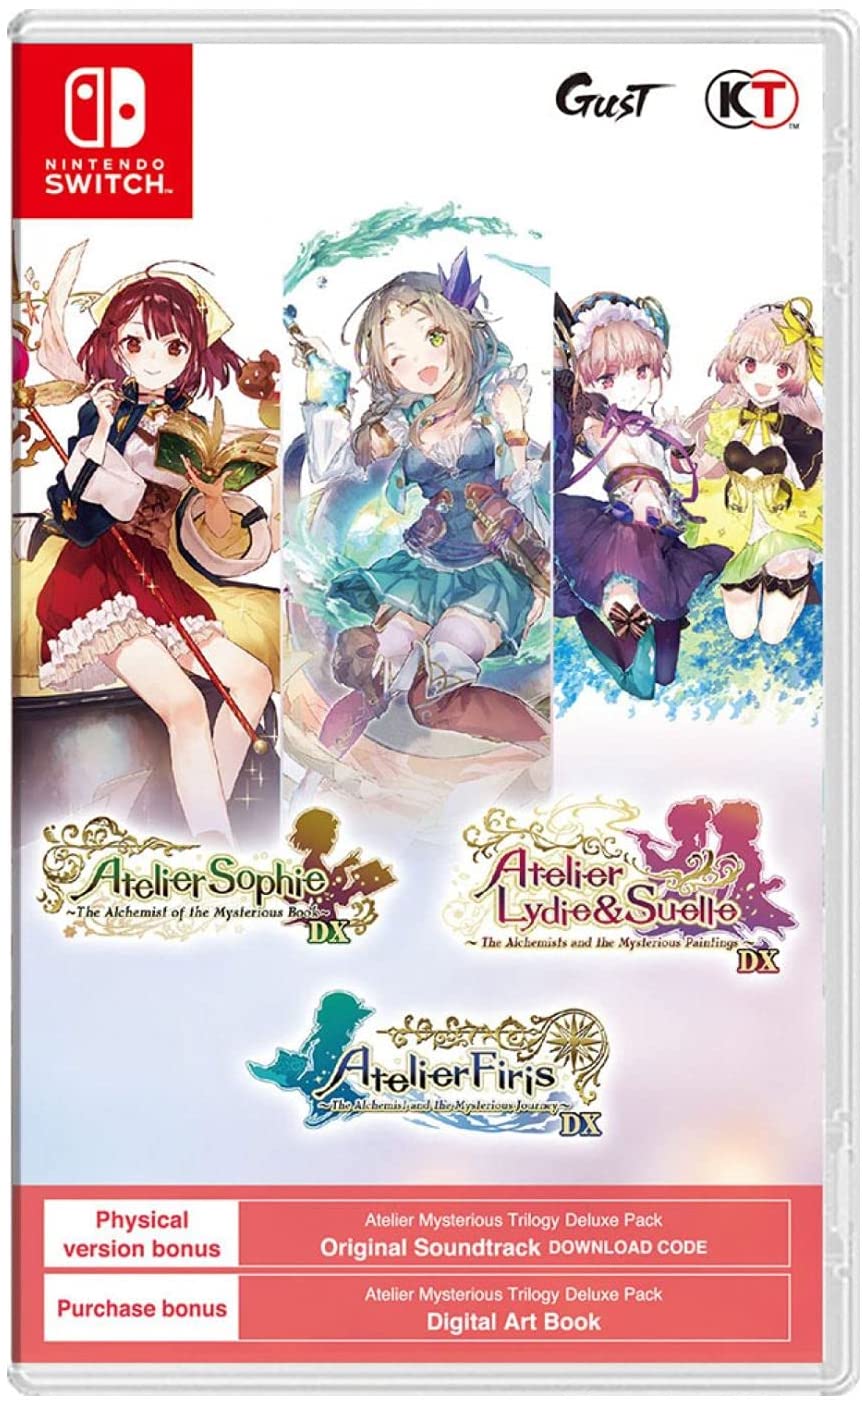 NINTENDO
SWITCH™
GUST
KT™
Atelier Sophie
~The Alchemist of the Mysterious Book~
DX
Atelier
Lydie&Suelle
~The Alchemists and the Mysterious Paintings~
DX
Atelier Firis
~The Alchemist and the Mysterious Journey~
DX
Physical
version bonus
Atelier Mysterious Trilogy Deluxe Pack
Original Soundtrack DOWNLOAD CODE
Purchase bonus
Atelier Mysterious Trilogy Deluxe Pack
Digital Art Book